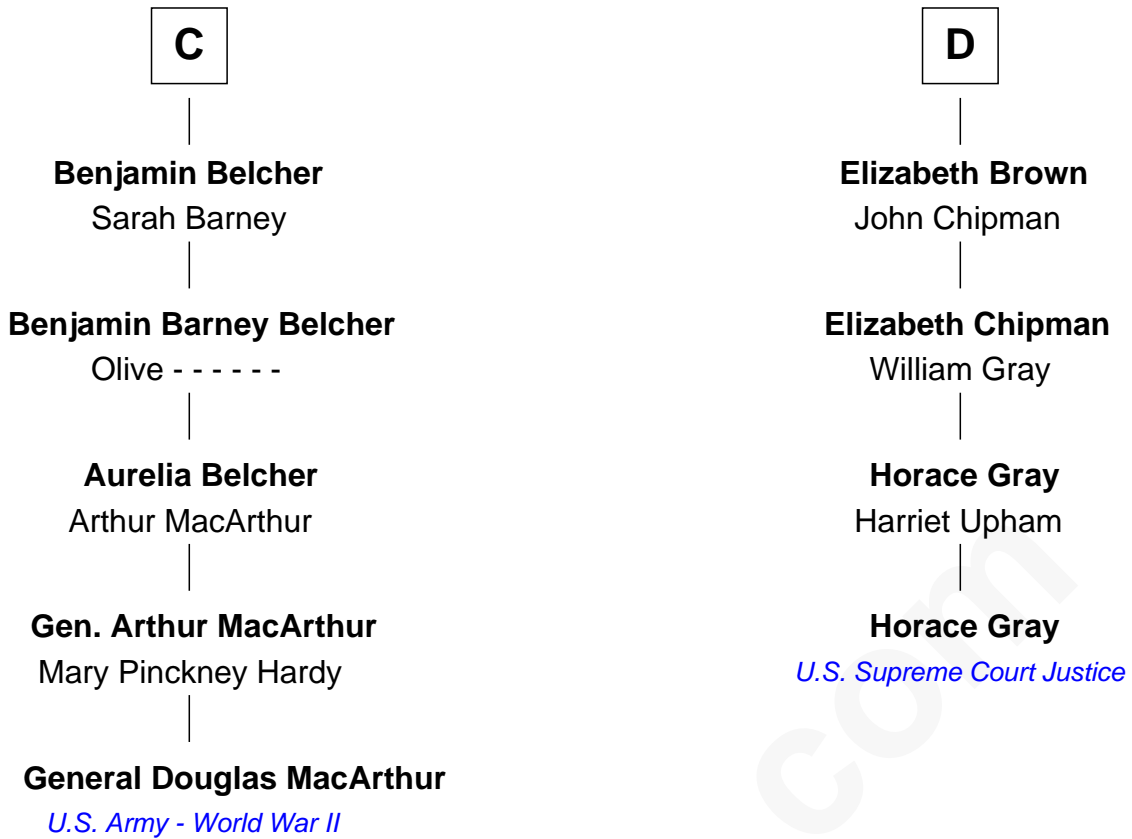 C
D
Benjamin Belcher
Sarah Barney
Elizabeth Brown
John Chipman
Benjamin Barney Belcher
Olive - - - - - -
Elizabeth Chipman
William Gray
Aurelia Belcher
Arthur MacArthur
Horace Gray
Harriet Upham
Gen. Arthur MacArthur
Mary Pinckney Hardy
Horace Gray
U.S. Supreme Court Justice
General Douglas MacArthur
U.S. Army - World War II
com